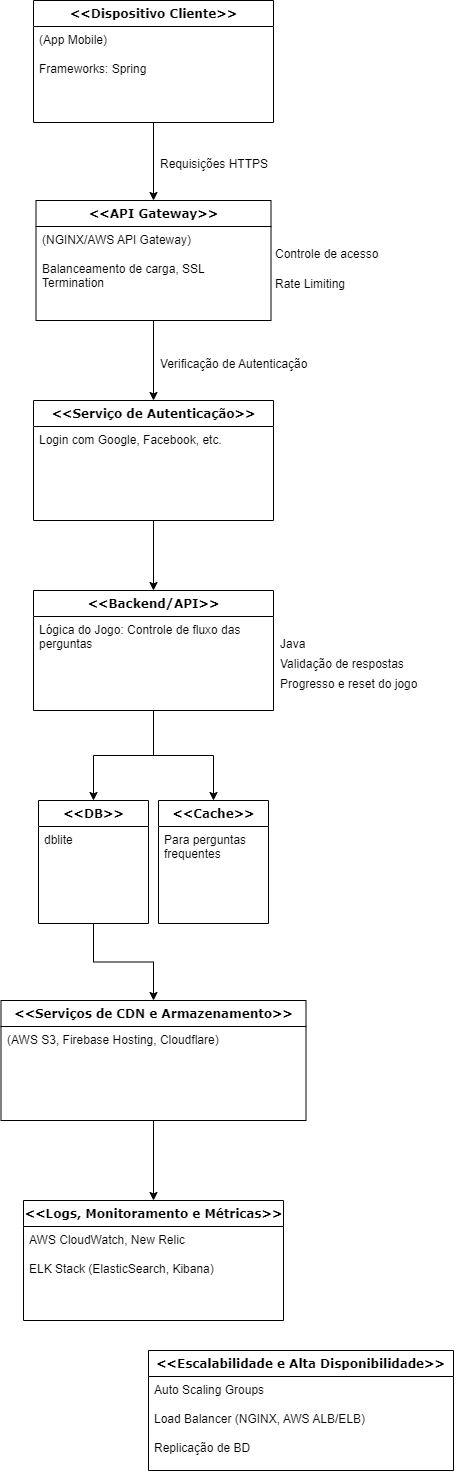 <<Dispositivo Cliente>>
(App Mobile)
Frameworks: Spring
Requisições HTTPS
<<API Gateway>>
(NGINX/AWS API Gateway)
Balanceamento de carga, SSL
Termination
Controle de acesso
Rate Limiting
Verificação de Autenticação
<<Serviço de Autenticação>>
Login com Google, Facebook, etc.
<<Backend/API>>
Lógica do Jogo: Controle de fluxo das
perguntas
Java
Validação de respostas
Progresso e reset do jogo
<<DB>>
dblite
<<Cache>>
Para perguntas
frequentes
<<Serviços de CDN e Armazenamento>>
(AWS S3, Firebase Hosting, Cloudflare)
<<Logs, Monitoramento e Métricas>>
AWS CloudWatch, New Relic
ELK Stack (ElasticSearch, Kibana)
<<Escalabilidade e Alta Disponibilidade>>
Auto Scaling Groups
Load Balancer (NGINX, AWS ALB/ELB)
Replicação de BD